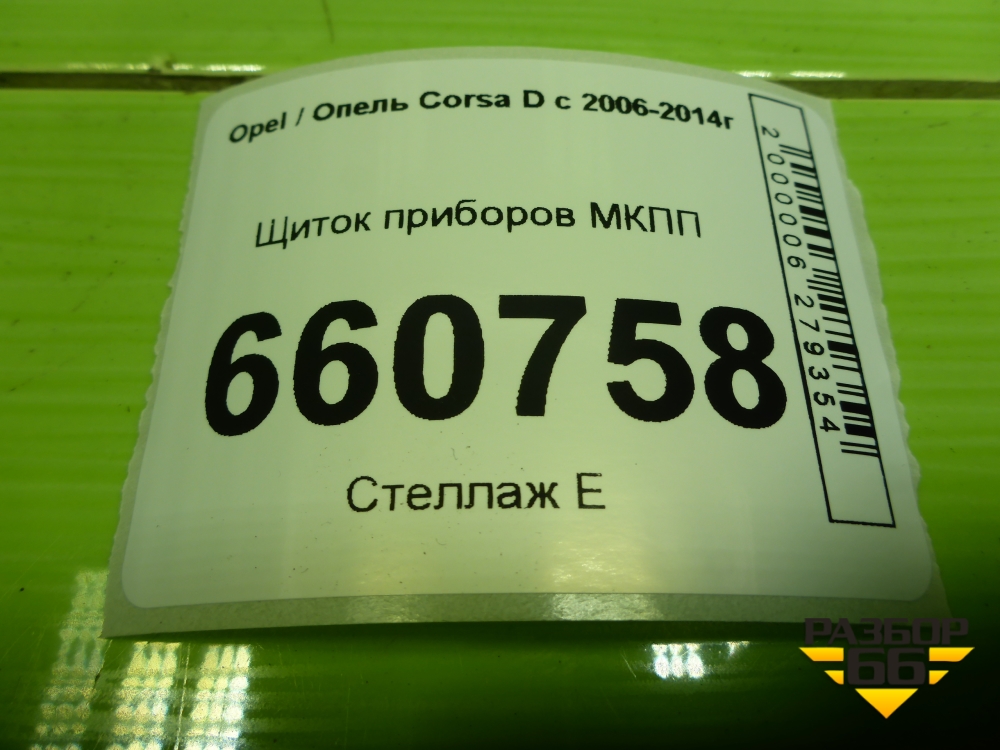 Opel / Опель Corsa D с 2006-2014г
Щиток приборов МКПП
660758
Стеллаж Е
2000006279354
РАЗБОР
66